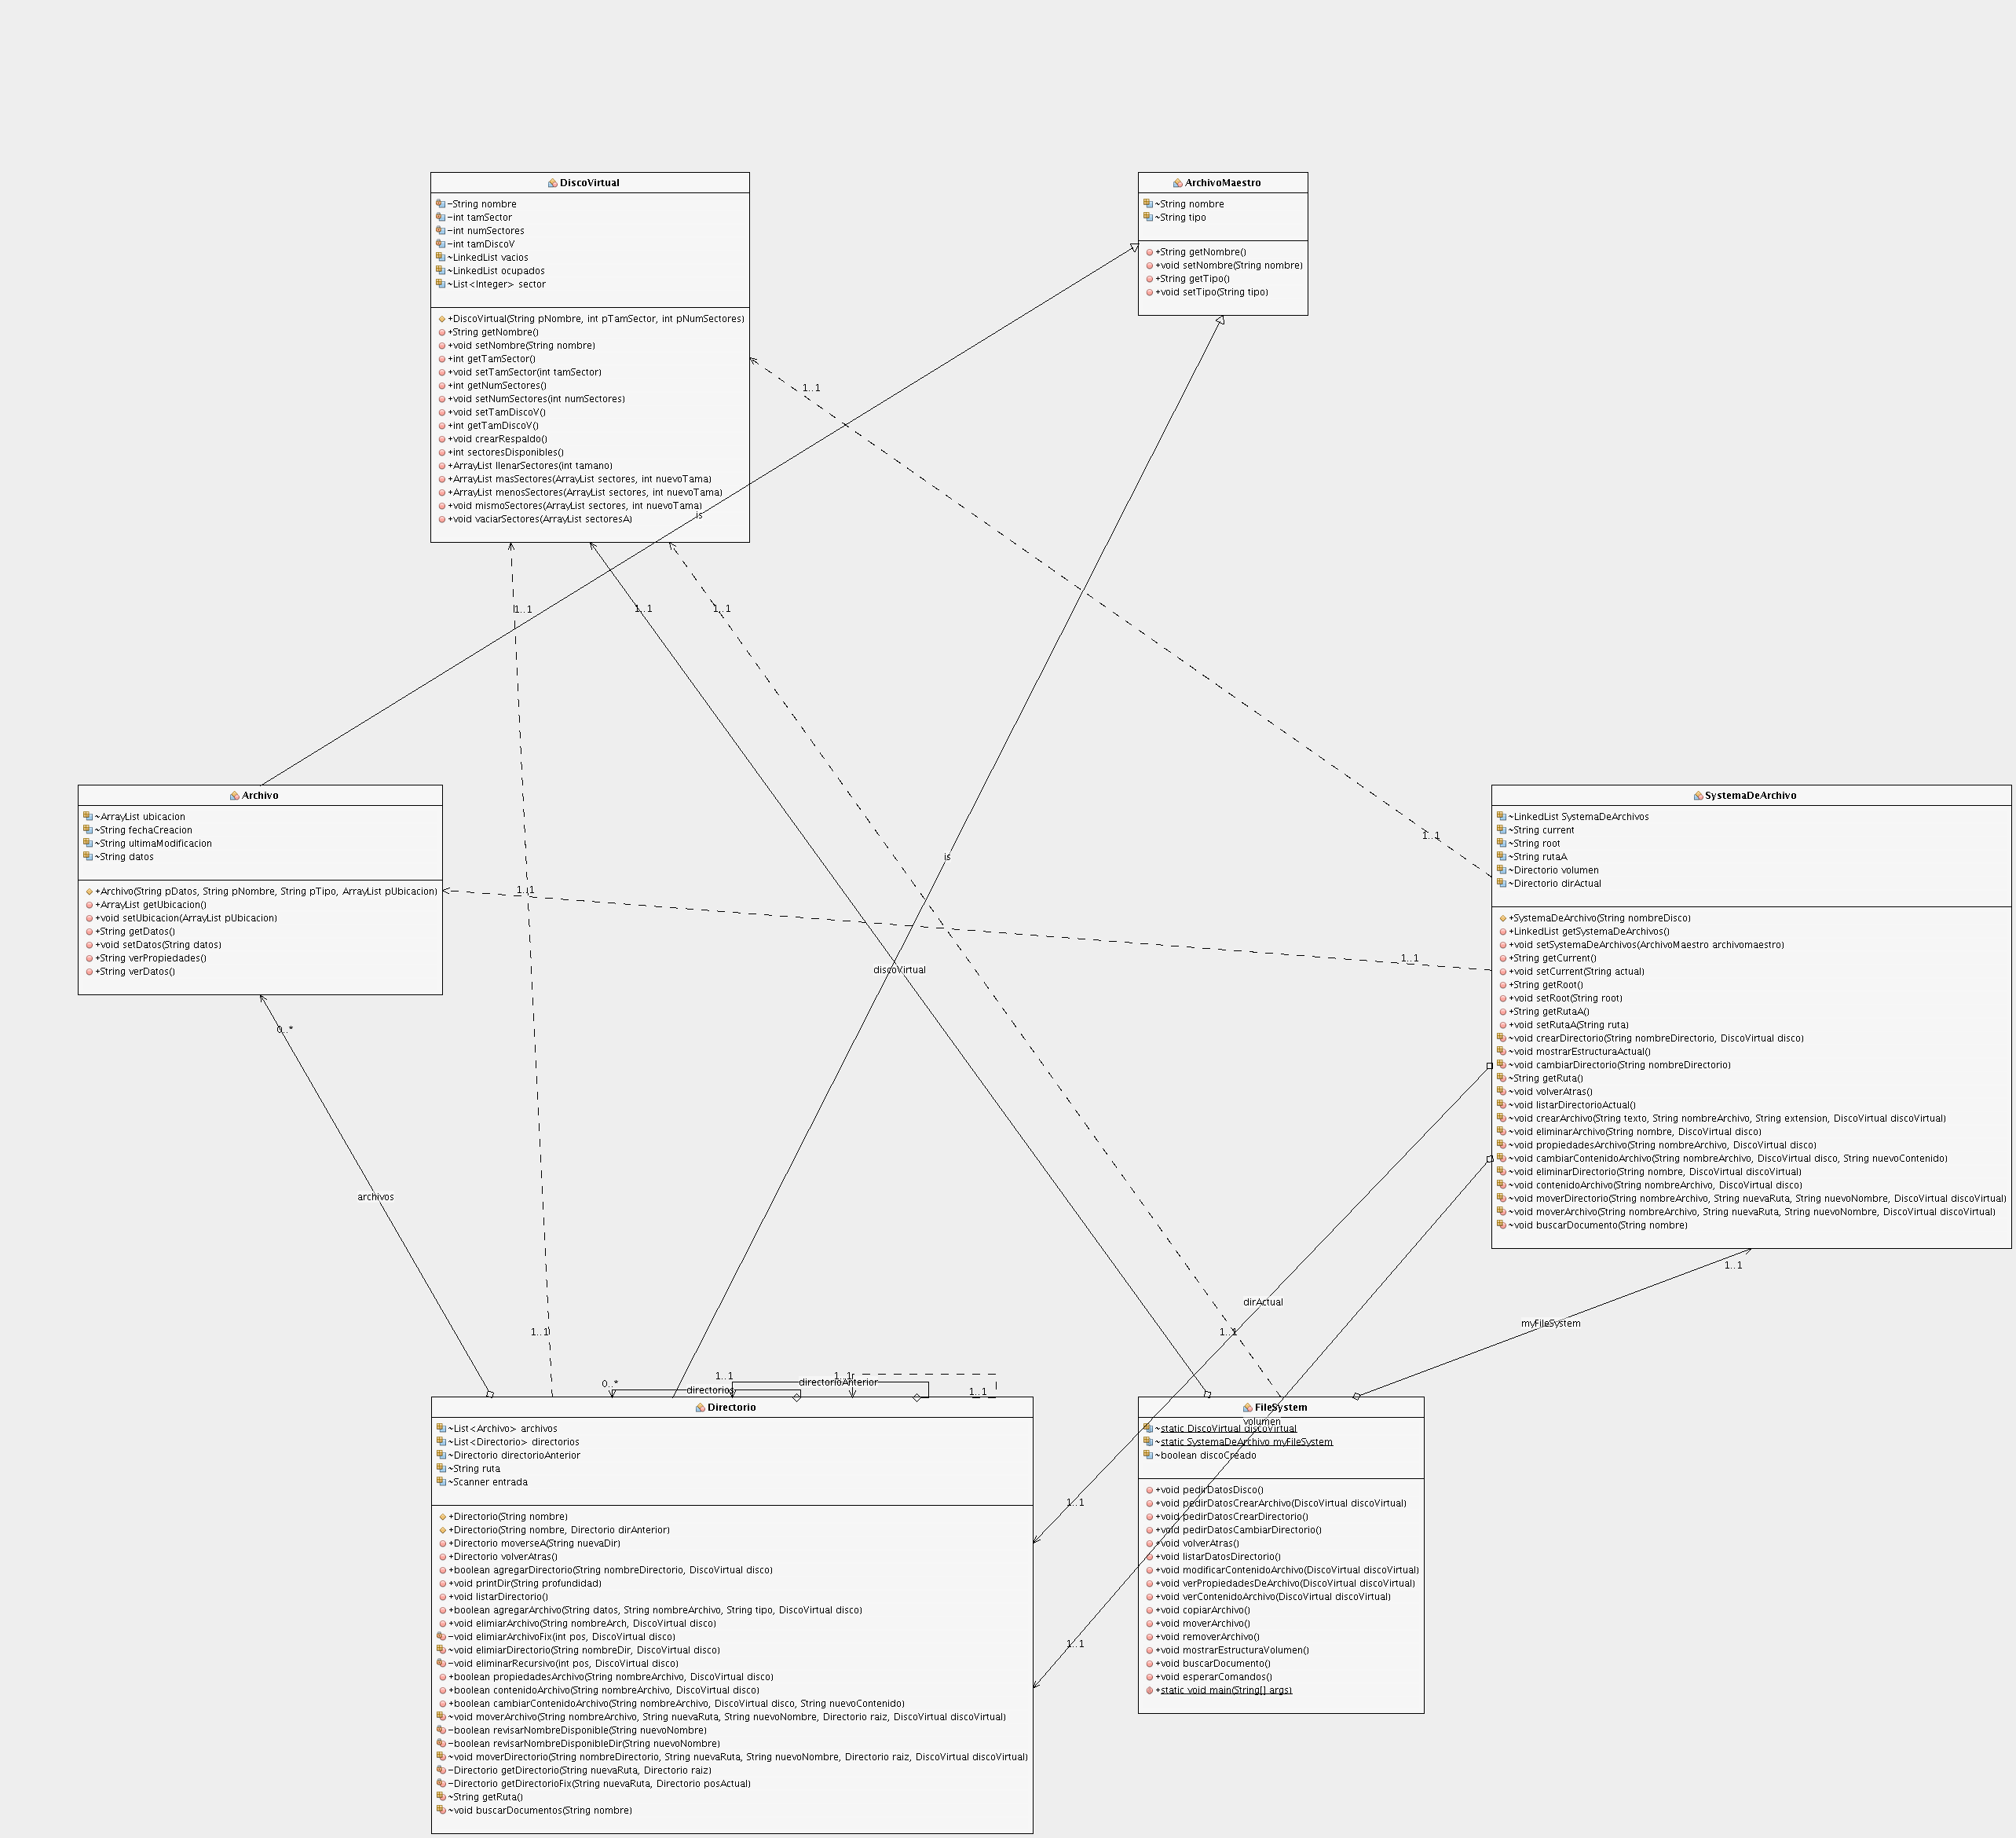 DiscoVirtual
-String nombre
-int tamSector
-int numSectores
-int tamDiscoV
~LinkedList vacios
~LinkedList ocupados
~List<Integer> sector
+DiscoVirtual(String pNombre, int pTamSector, int pNumSectores)
+String getNombre()
+void setNombre(String nombre)
+int getTamSector()
+void setTamSector(int tamSector)
+int getNumSectores()
+void setNumSectores(int numSectores)
+void setTamDiscoV()
+int getTamDiscoV()
+void crearRespaldo()
+int sectoresDisponibles()
+ArrayList llenarSectores(int tamano)
+ArrayList masSectores(ArrayList sectores, int nuevoTama)
+ArrayList menosSectores(ArrayList sectores, int nuevoTama)
+void mismoSectores(ArrayList sectores, int nuevoTama)
+void vaciarSectores(ArrayList sectoresA)
ArchivoMaestro
~String nombre
~String tipo
+String getNombre()
+void setNombre(String nombre)
+String getTipo()
+void setTipo(String tipo)
1..1
is
1..1
1..1
1..1
Archivo
~ArrayList ubicacion
~String fechaCreacion
~String ultimaModificacion
~String datos
+Archivo(String pDatos, String pNombre, String pTipo, ArrayList pUbicacion)
+ArrayList getUbicacion()
+void setUbicacion(ArrayList pUbicacion)
+String getDatos()
+void setDatos(String datos)
+String verPropiedades()
+String verDatos()
1..1
is
1..1
1..1
discoVirtual
SystemaDeArchivo
~LinkedList SystemaDeArchivos
~String current
~String root
~String rutaA
~Directorio volumen
~Directorio dirActual
+SystemaDeArchivo(String nombreDisco)
+LinkedList getSystemaDeArchivos()
+void setSystemaDeArchivos(ArchivoMaestro archivomaestro)
+String getCurrent()
+void setCurrent(String actual)
+String getRoot()
+void setRoot(String root)
+String getRutaA()
+void setRutaA(String ruta)
~void crearDirectorio(String nombreDirectorio, DiscoVirtual disco)
~void mostrarEstructuraActual()
~void cambiarDirectorio(String nombreDirectorio)
~String getRuta()
~void volverAtras()
~void listarDirectorioActual()
~void crearArchivo(String texto, String nombreArchivo, String extension, DiscoVirtual discoVirtual)
~void eliminarArchivo(String nombre, DiscoVirtual disco)
~void propiedadesArchivo(String nombreArchivo, DiscoVirtual disco)
~void cambiarContenidoArchivo(String nombreArchivo, DiscoVirtual disco, String nuevoContenido)
~void eliminarDirectorio(String nombre, DiscoVirtual discoVirtual)
~void contenidoArchivo(String nombreArchivo, DiscoVirtual disco)
~void moverDirectorio(String nombreArchivo, String nuevaRuta, String nuevoNombre, DiscoVirtual discoVirtual)
~void moverArchivo(String nombreArchivo, String nuevaRuta, String nuevoNombre, DiscoVirtual discoVirtual)
~void buscarDocumento(String nombre)
0..*
archivos
1..1
dirActual
1..1
1..1
myFileSystem
0..*
directorios
1..1
directorioAnterior
1..1
1..1
Directorio
~List<Archivo> archivos
~List<Directorio> directorios
~Directorio directorioAnterior
~String ruta
~Scanner entrada
+Directorio(String nombre)
+Directorio(String nombre, Directorio dirAnterior)
+Directorio moverseA(String nuevaDir)
+Directorio volverAtras()
+boolean agregarDirectorio(String nombreDirectorio, DiscoVirtual disco)
+void printDir(String profundidad)
+void listarDirectorio()
+boolean agregarArchivo(String datos, String nombreArchivo, String tipo, DiscoVirtual disco)
+void elimiarArchivo(String nombreArch, DiscoVirtual disco)
-void elimiarArchivoFix(int pos, DiscoVirtual disco)
~void elimiarDirectorio(String nombreDir, DiscoVirtual disco)
-void eliminarRecursivo(int pos, DiscoVirtual disco)
+boolean propiedadesArchivo(String nombreArchivo, DiscoVirtual disco)
+boolean contenidoArchivo(String nombreArchivo, DiscoVirtual disco)
+boolean cambiarContenidoArchivo(String nombreArchivo, DiscoVirtual disco, String nuevoContenido)
~void moverArchivo(String nombreArchivo, String nuevaRuta, String nuevoNombre, Directorio raiz, DiscoVirtual discoVirtual)
-boolean revisarNombreDisponible(String nuevoNombre)
-boolean revisarNombreDisponibleDir(String nuevoNombre)
~void moverDirectorio(String nombreDirectorio, String nuevaRuta, String nuevoNombre, Directorio raiz, DiscoVirtual discoVirtual)
-Directorio getDirectorio(String nuevaRuta, Directorio raiz)
-Directorio getDirectorioFix(String nuevaRuta, Directorio posActual)
~String getRuta()
~void buscarDocumentos(String nombre)
1..1
1..1
FileSystem
volumen
~static DiscoVirtual discoVirtual
~static SystemaDeArchivo myFileSystem
~boolean discoCreado
+void pedirDatosDisco()
+void pedirDatosCrearArchivo(DiscoVirtual discoVirtual)
+void pedirDatosCrearDirectorio()
+void pedirDatosCambiarDirectorio()
+void volverAtras()
+void listarDatosDirectorio()
+void modificarContenidoArchivo(DiscoVirtual discoVirtual)
+void verPropiedadesDeArchivo(DiscoVirtual discoVirtual)
+void verContenidoArchivo(DiscoVirtual discoVirtual)
+void copiarArchivo()
+void moverArchivo()
+void removerArchivo()
+void mostrarEstructuraVolumen()
+void buscarDocumento()
+void esperarComandos()
+static void main(String[] args)